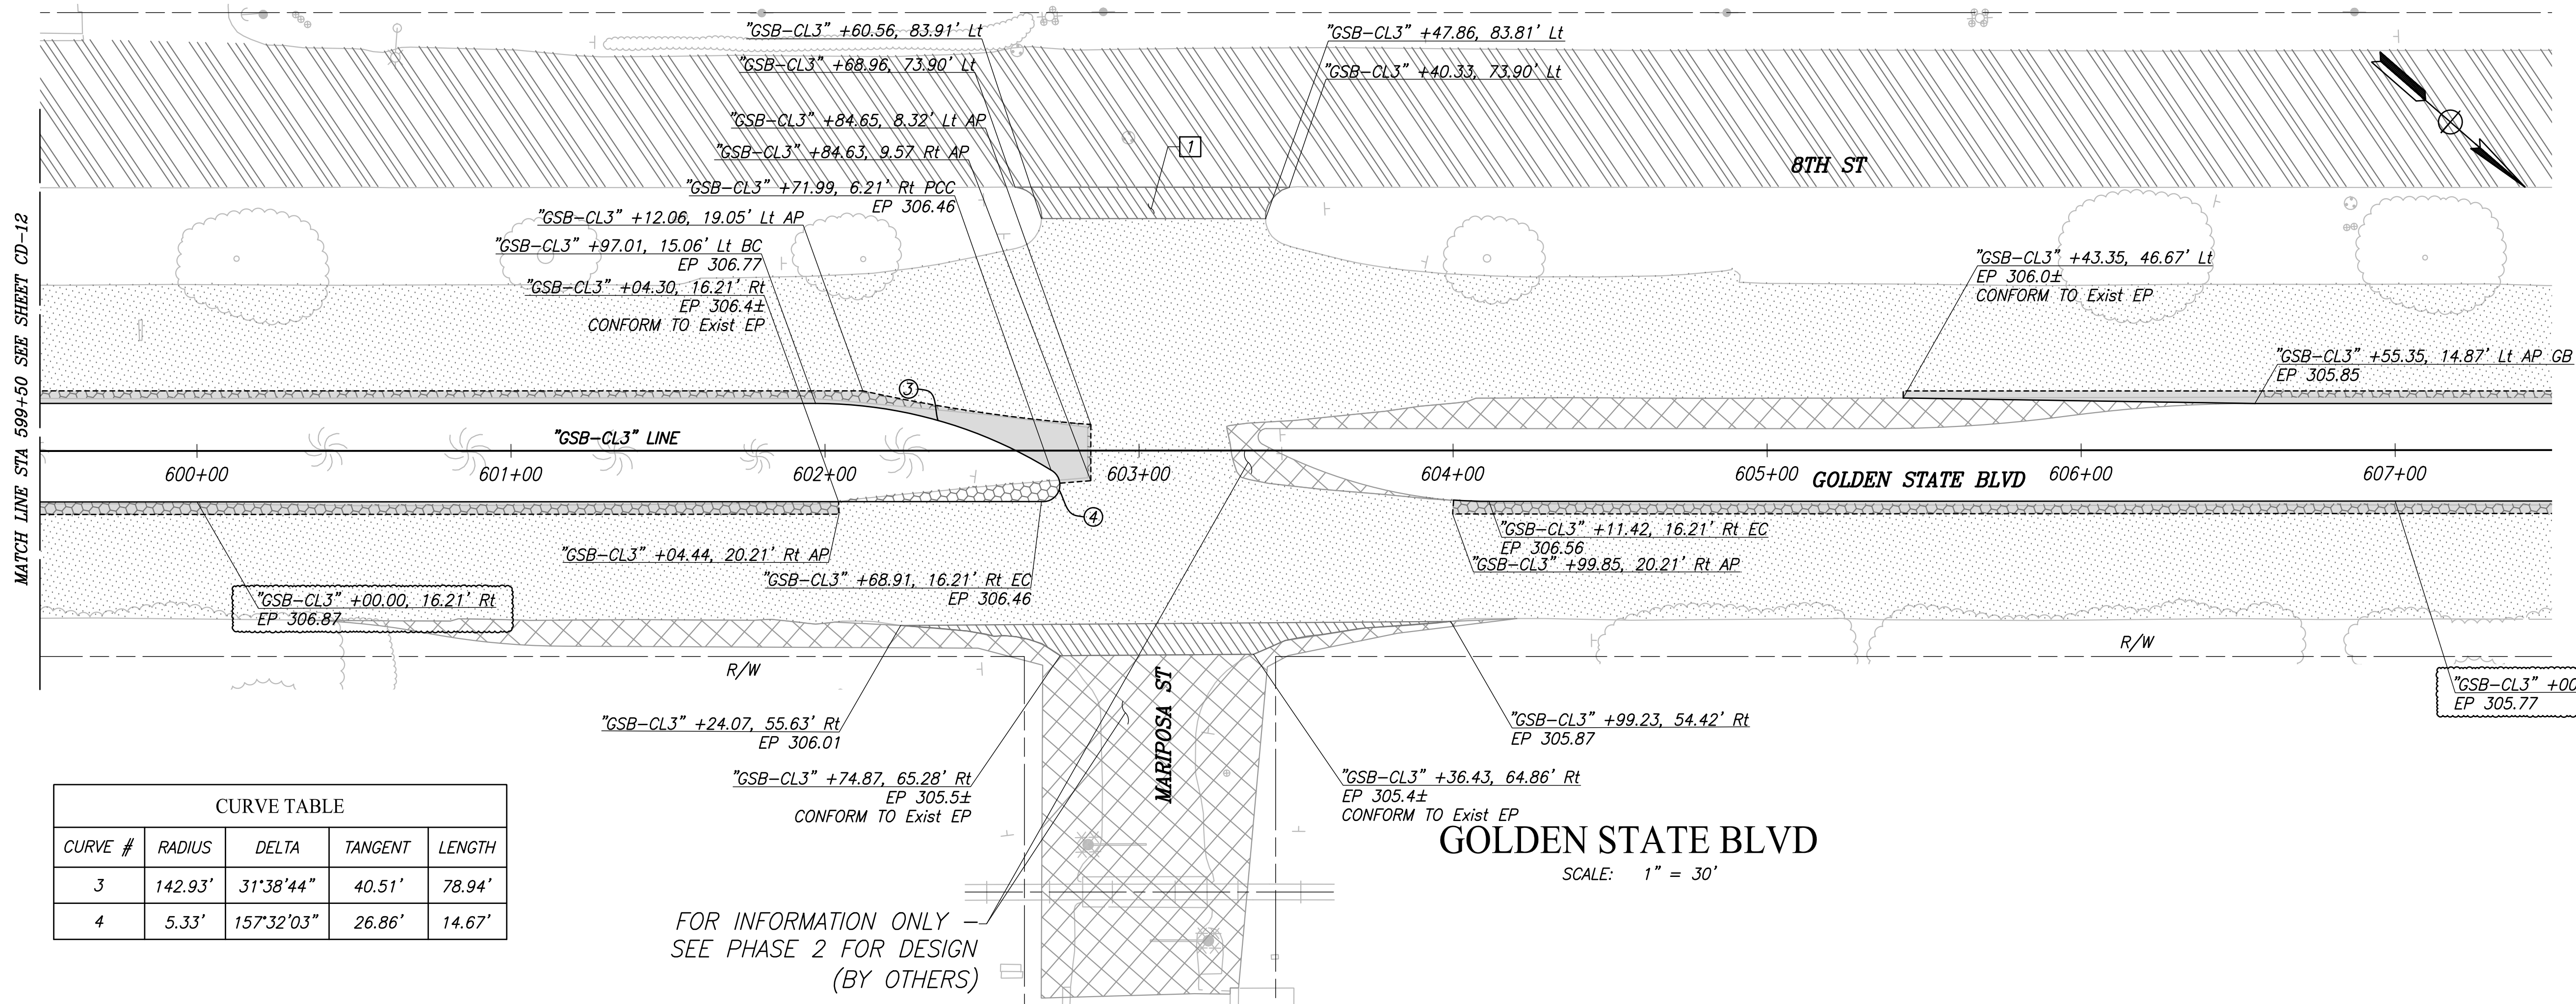 "GSB-CL3" +60.56, 83.91' Lt
"GSB-CL3" +68.96, 73.90' Lt
"GSB-CL3" +84.65, 8.32' Lt AP
"GSB-CL3" +84.63, 9.57 Rt AP
"GSB-CL3" +71.99, 6.21' Rt PCC
EP 306.46
"GSB-CL3" +12.06, 19.05' Lt AP
"GSB-CL3" +97.01, 15.06' Lt BC
EP 306.77
"GSB-CL3" +04.30, 16.21' Rt
EP 306.4±
CONFORM TO Exist EP
"GSB-CL3" +47.86, 83.81' Lt
"GSB-CL3" +40.33, 73.90' Lt
1
8TH ST
"GSB-CL3" +43.35, 46.67' Lt
EP 306.0±
CONFORM TO Exist EP
"GSB-CL3" +55.35, 14.87' Lt AP GB
EP 305.85
MATCH LINE STA 599+50 SEE SHEET CD-12
3
"GSB-CL3" LINE
600+00
601+00
602+00
603+00
604+00
605+00
GOLDEN STATE BLVD
606+00
607+00
4
"GSB-CL3" +04.44, 20.21' Rt AP
"GSB-CL3" +68.91, 16.21' Rt EC
EP 306.46
"GSB-CL3" +11.42, 16.21' Rt EC
EP 306.56
"GSB-CL3" +99.85, 20.21' Rt AP
"GSB-CL3" +00.00, 16.21' Rt
EP 306.87
R/W
R/W
"GSB-CL3" +00
EP 305.77
MARIPOSA ST
"GSB-CL3" +24.07, 55.63' Rt
EP 306.01
"GSB-CL3" +74.87, 65.28' Rt
EP 305.5±
CONFORM TO Exist EP
"GSB-CL3" +99.23, 54.42' Rt
EP 305.87
"GSB-CL3" +36.43, 64.86' Rt
EP 305.4±
CONFORM TO Exist EP
GOLDEN STATE BLVD
SCALE: 1" = 30'
CURVE TABLE
CURVE # RADIUS DELTA TANGENT LENGTH
3 142.93' 31°38'44" 40.51' 78.94'
4 5.33' 157°32'03" 26.86' 14.67'
FOR INFORMATION ONLY –
SEE PHASE 2 FOR DESIGN
(BY OTHERS)